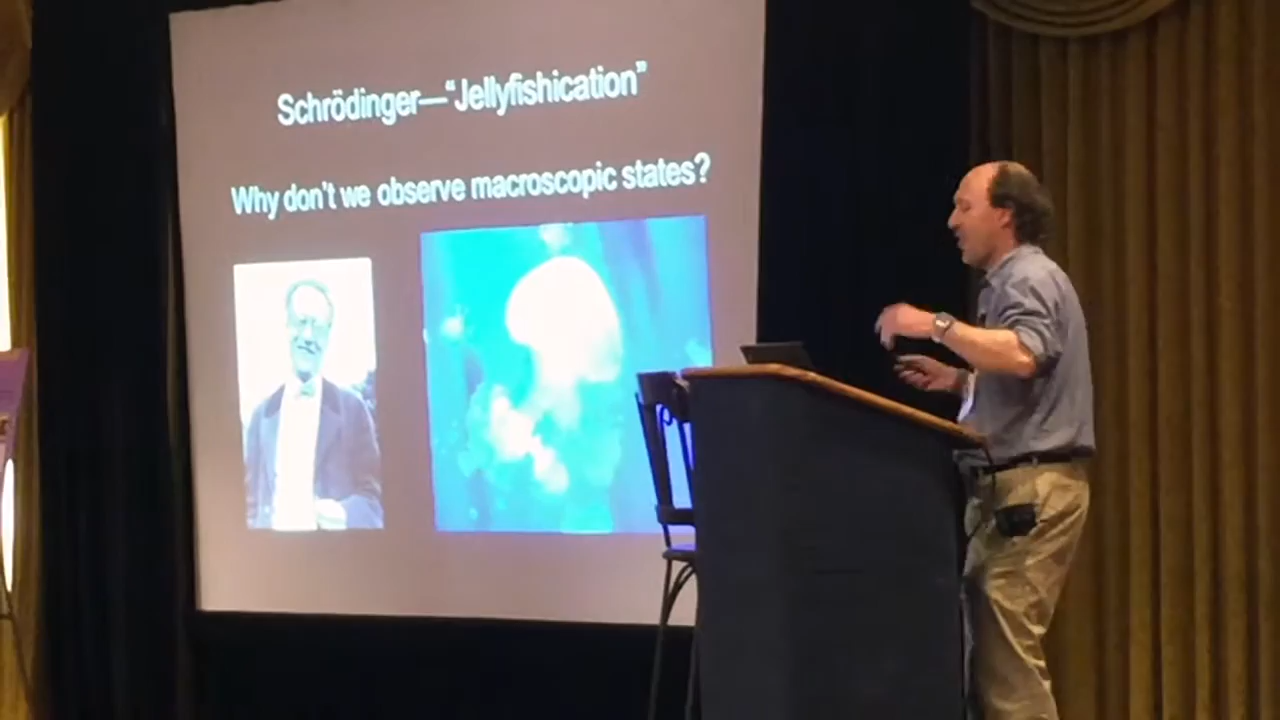 Schrödinger—“Jellyfishication”
Why don't we observe macroscopic states?